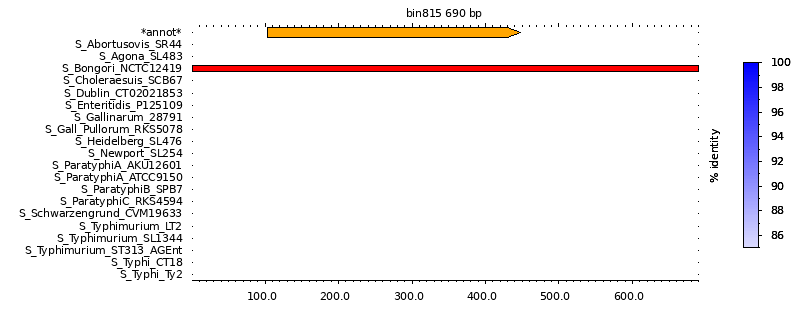 bin815 690 bp
*annot*
S_Abortusovis_SR44
S_Agona_SL483
S_Bongori_NCTC12419
S_Choleraesuis_SCB67
S_Dublin_CT02021853
S_Enteritidis_P125109
S_Gallinarum_28791
S_Gall_Pullorum_RKS5078
S_Heidelberg_SL476
S_Newport_SL254
S_ParatyphiA_AKU12601
S_ParatyphiA_ATCC9150
S_ParatyphiB_SPB7
S_ParatyphiC_RKS4594
S_Schwarzengrund_CVM19633
S_Typhimurium_LT2
S_Typhimurium_SL1344
S_Typhimurium_ST313_AGEnt
S_Typhi_CT18
S_Typhi_Ty2
100.0 200.0 300.0 400.0 500.0 600.0
% identity
100
98
96
94
92
90
88
86